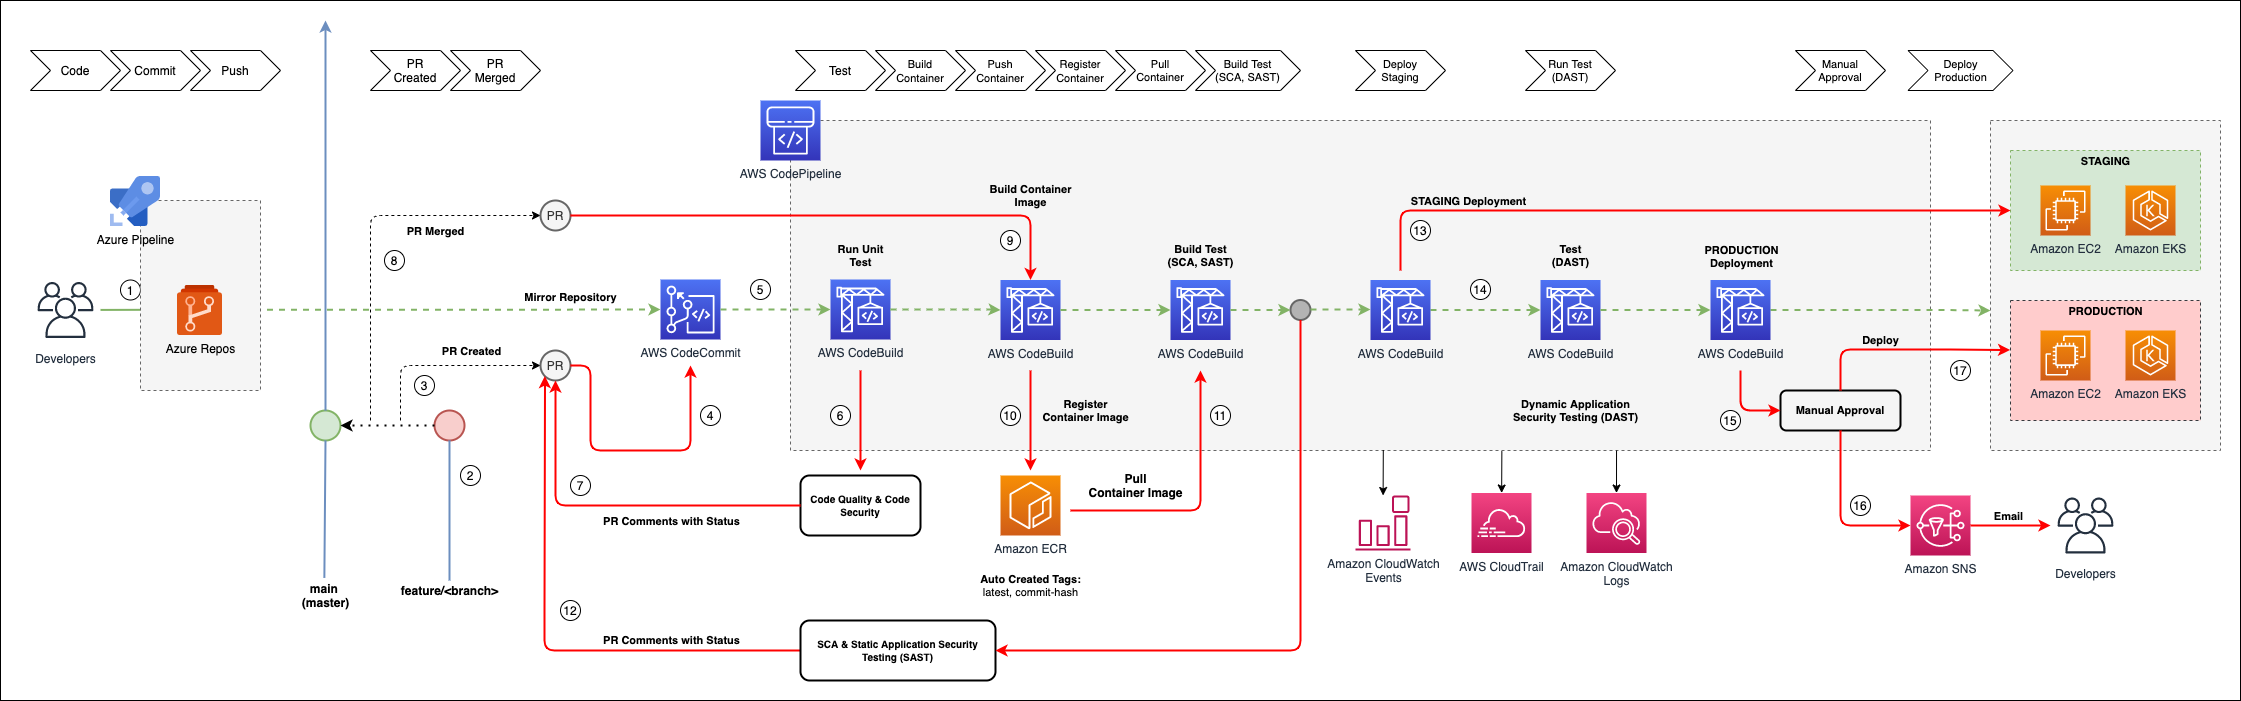 Code
Commit
Push
PR
Created
PR
Merged
Test
Build
Container
Push
Container
Register
Container
Pull
Container
Build Test
(SCA, SAST)
Deploy
Staging
Run Test
(DAST)
Manual
Approval
Deploy
Production
AWS CodePipeline
STAGING
Amazon EC2
Amazon EKS
PRODUCTION
Amazon EC2
Amazon EKS
Azure Pipeline
Azure Repos
Developers
1
8
PR Merged
PR
Build Container
Image
9
Mirror Repository
AWS CodeCommit
5
Run Unit
Test
AWS CodeBuild
AWS CodeBuild
Build Test
(SCA, SAST)
AWS CodeBuild
STAGING Deployment
13
AWS CodeBuild
14
Test
(DAST)
AWS CodeBuild
PRODUCTION
Deployment
AWS CodeBuild
Deploy
17
PR Created
3
PR
4
2
main
(master)
feature/<branch>
6
7
Code Quality & Code
Security
PR Comments with Status
10
Register
Container Image
11
Pull
Container Image
Amazon ECR
Auto Created Tags:
latest, commit-hash
12
PR Comments with Status
SCA & Static Application Security
Testing (SAST)
Dynamic Application
Security Testing (DAST)
15
Manual Approval
16
Amazon SNS
Email
Developers
Amazon CloudWatch
Events
AWS CloudTrail
Amazon CloudWatch
Logs